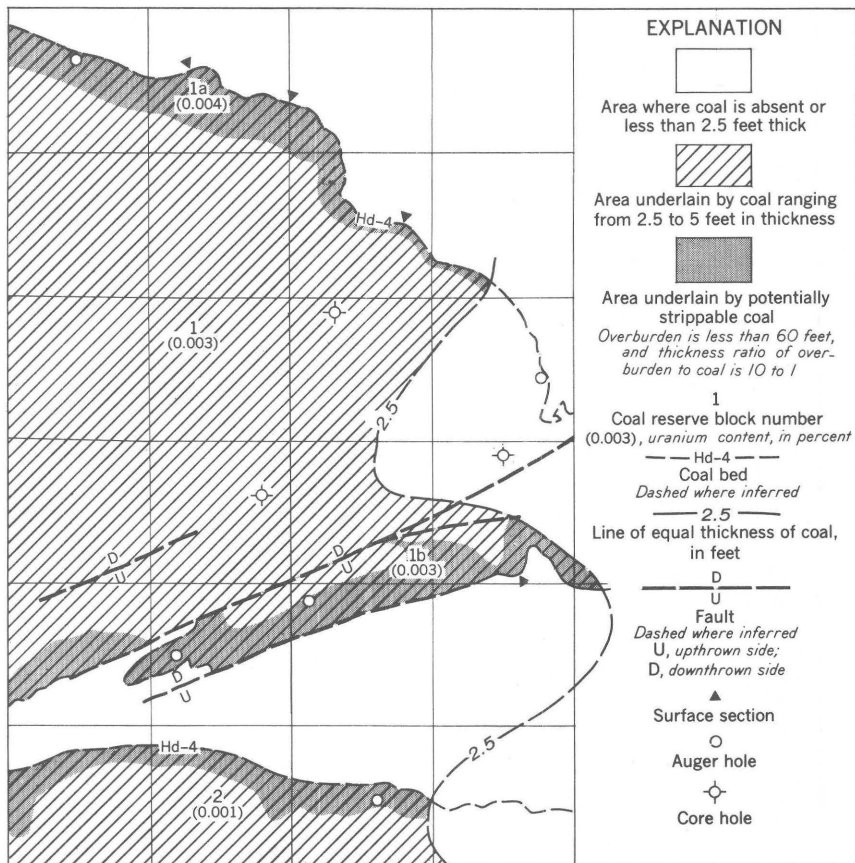 1a
(0.004)
Hd-4
1
(0.003)
2.5
D
U
D
U
1b
(0.003)
D
U
Hd-4
2.5
2
(0.001)
EXPLANATION
Area where coal is absent or
less than 2.5 feet thick
Area underlain by coal ranging
from 2.5 to 5 feet in thickness
Area underlain by potentially
strippable coal
Overburden is less than 60 feet,
and thickness ratio of over-
burden to coal is 10 to 1
1
Coal reserve block number
(0.003), uranium content, in percent
Hd-4
Coal bed
Dashed where inferred
2.5
Line of equal thickness of coal,
in feet
D
U
Fault
Dashed where inferred
U, upthrown side;
D, downthrown side
Surface section
Auger hole
Core hole